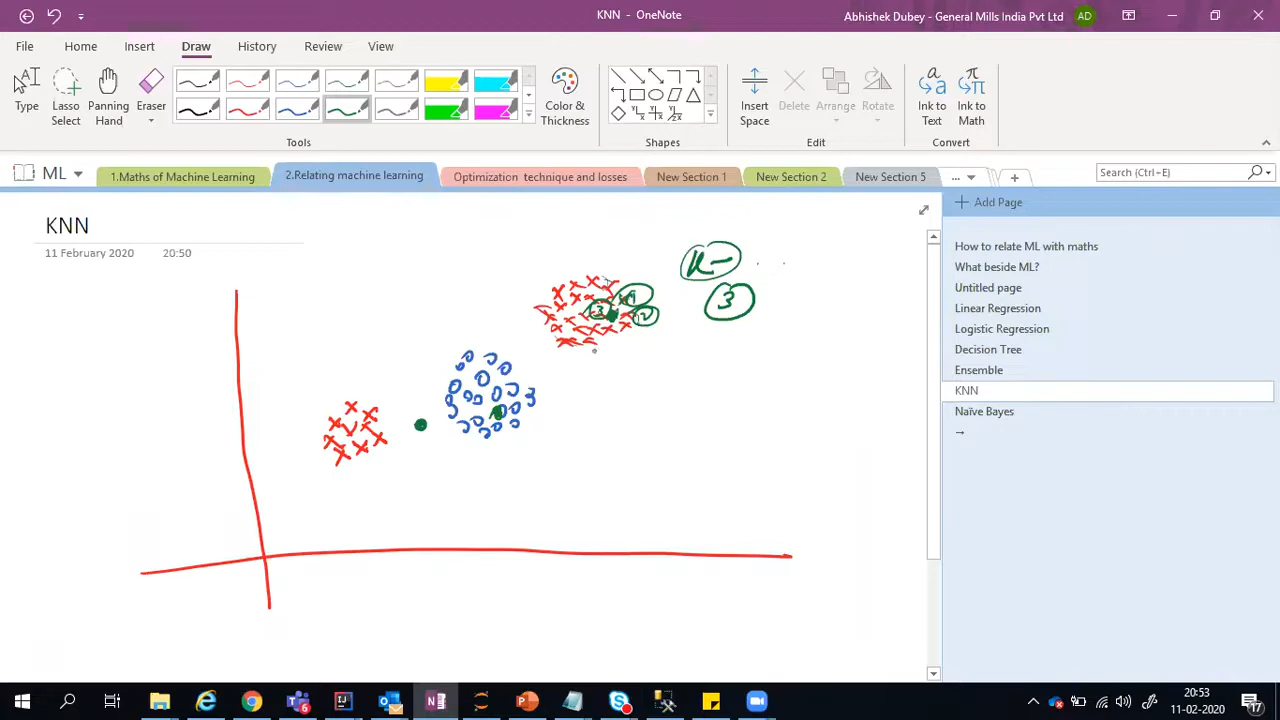 KNN - OneNote
Abhishek Dubey - General Mills India Pvt Ltd AD
File Home Insert Draw History Review View
Type Lasso Select Panning Hand Eraser Color & Thickness Insert Space Delete Arrange Rotate Ink to Text Ink to Math
Tools Shapes Edit Convert
ML 1.Maths of Machine Learning 2.Relating machine learning Optimization technique and losses New Section 1 New Section 2 New Section 5 ... Search (Ctrl+E)
Add Page
KNN
11 February 2020 20:50
K-
3
1
3
2
How to relate ML with maths
What beside ML?
Untitled page
Linear Regression
Logistic Regression
Decision Tree
Ensemble
KNN
Naïve Bayes
→
20:53
11-02-2020
17